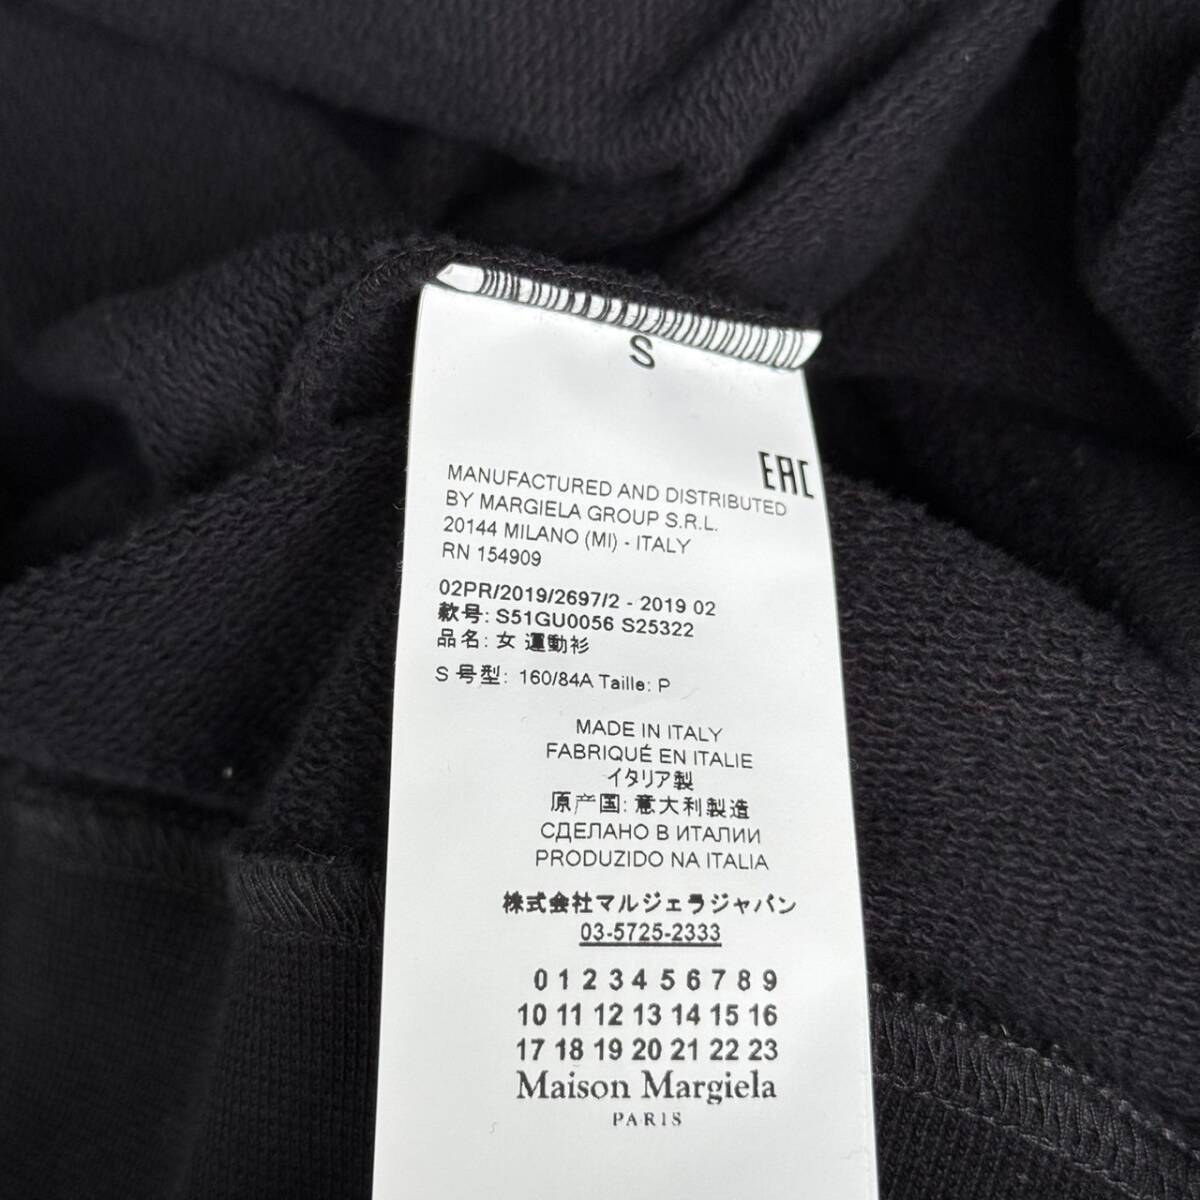 S
EAC
MANUFACTURED AND DISTRIBUTED
BY MARGIELA GROUP S.R.L.
20144 MILANO (MI) - ITALY
RN 154909
02PR/2019/2697/2 - 2019 02
款号: S51GU0056 S25322
品名: 女 運動衫
S 号型: 160/84A Taille: P
MADE IN ITALY
FABRIQUÉ EN ITALIE
イタリア製
原产国: 意大利製造
СДЕЛАНО В ИТАЛИИ
PRODUZIDO NA ITALIA
株式会社マルジェラジャパン
03-5725-2333
0 1 2 3 4 5 6 7 8 9
10 11 12 13 14 15 16
17 18 19 20 21 22 23
Maison Margiela
PARIS